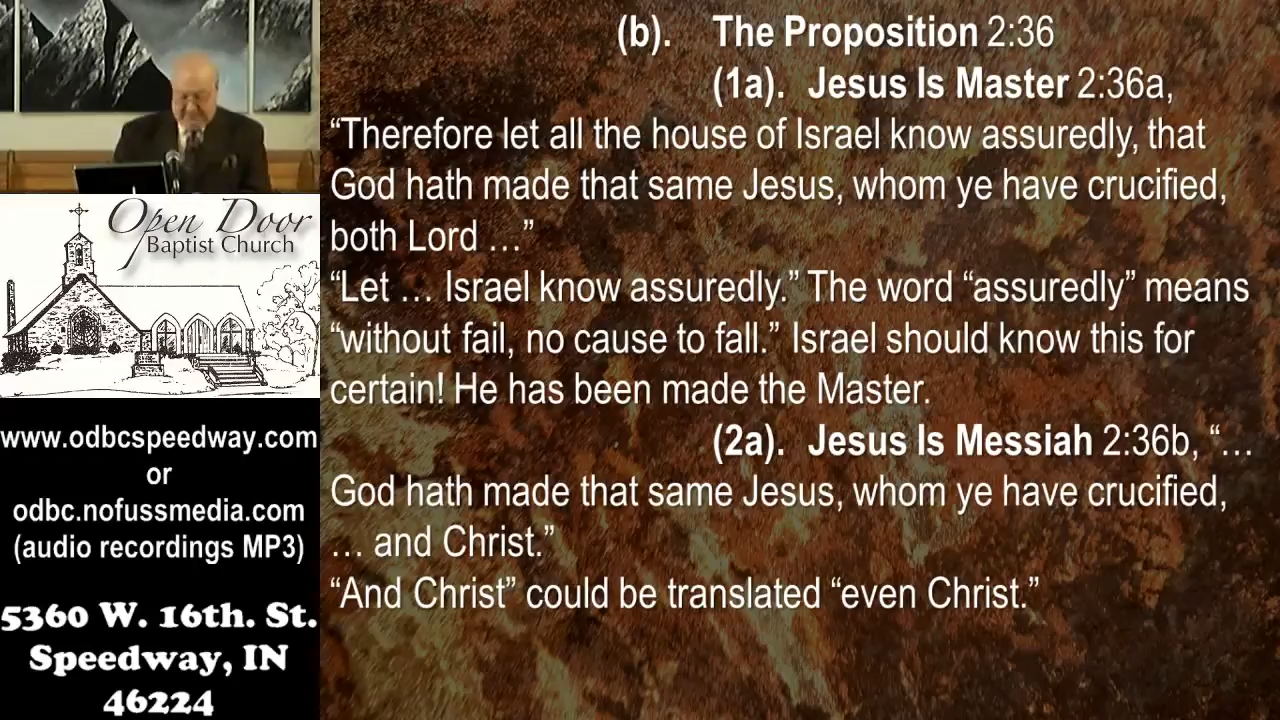 Open Door
Baptist Church
www.odbcspeedway.com
or
odbc.nofussmedia.com
(audio recordings MP3)
5360 W. 16th. St.
Speedway, IN
46224
(b). The Proposition 2:36
(1a). Jesus Is Master 2:36a,
“Therefore let all the house of Israel know assuredly, that
God hath made that same Jesus, whom ye have crucified,
both Lord …”
“Let … Israel know assuredly.” The word “assuredly” means
“without fail, no cause to fall.” Israel should know this for
certain! He has been made the Master.
(2a). Jesus Is Messiah 2:36b, “…
God hath made that same Jesus, whom ye have crucified,
… and Christ.”
“And Christ” could be translated “even Christ.”